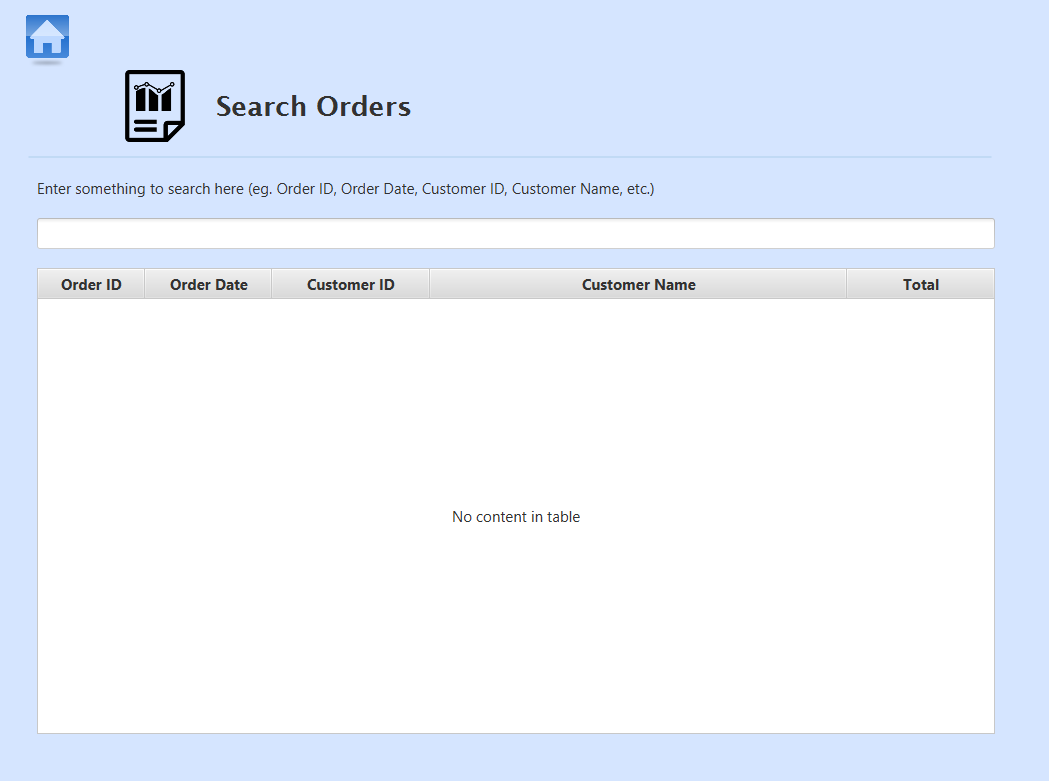 Search Orders
Enter something to search here (eg. Order ID, Order Date, Customer ID, Customer Name, etc.)
Order ID Order Date Customer ID Customer Name Total
No content in table